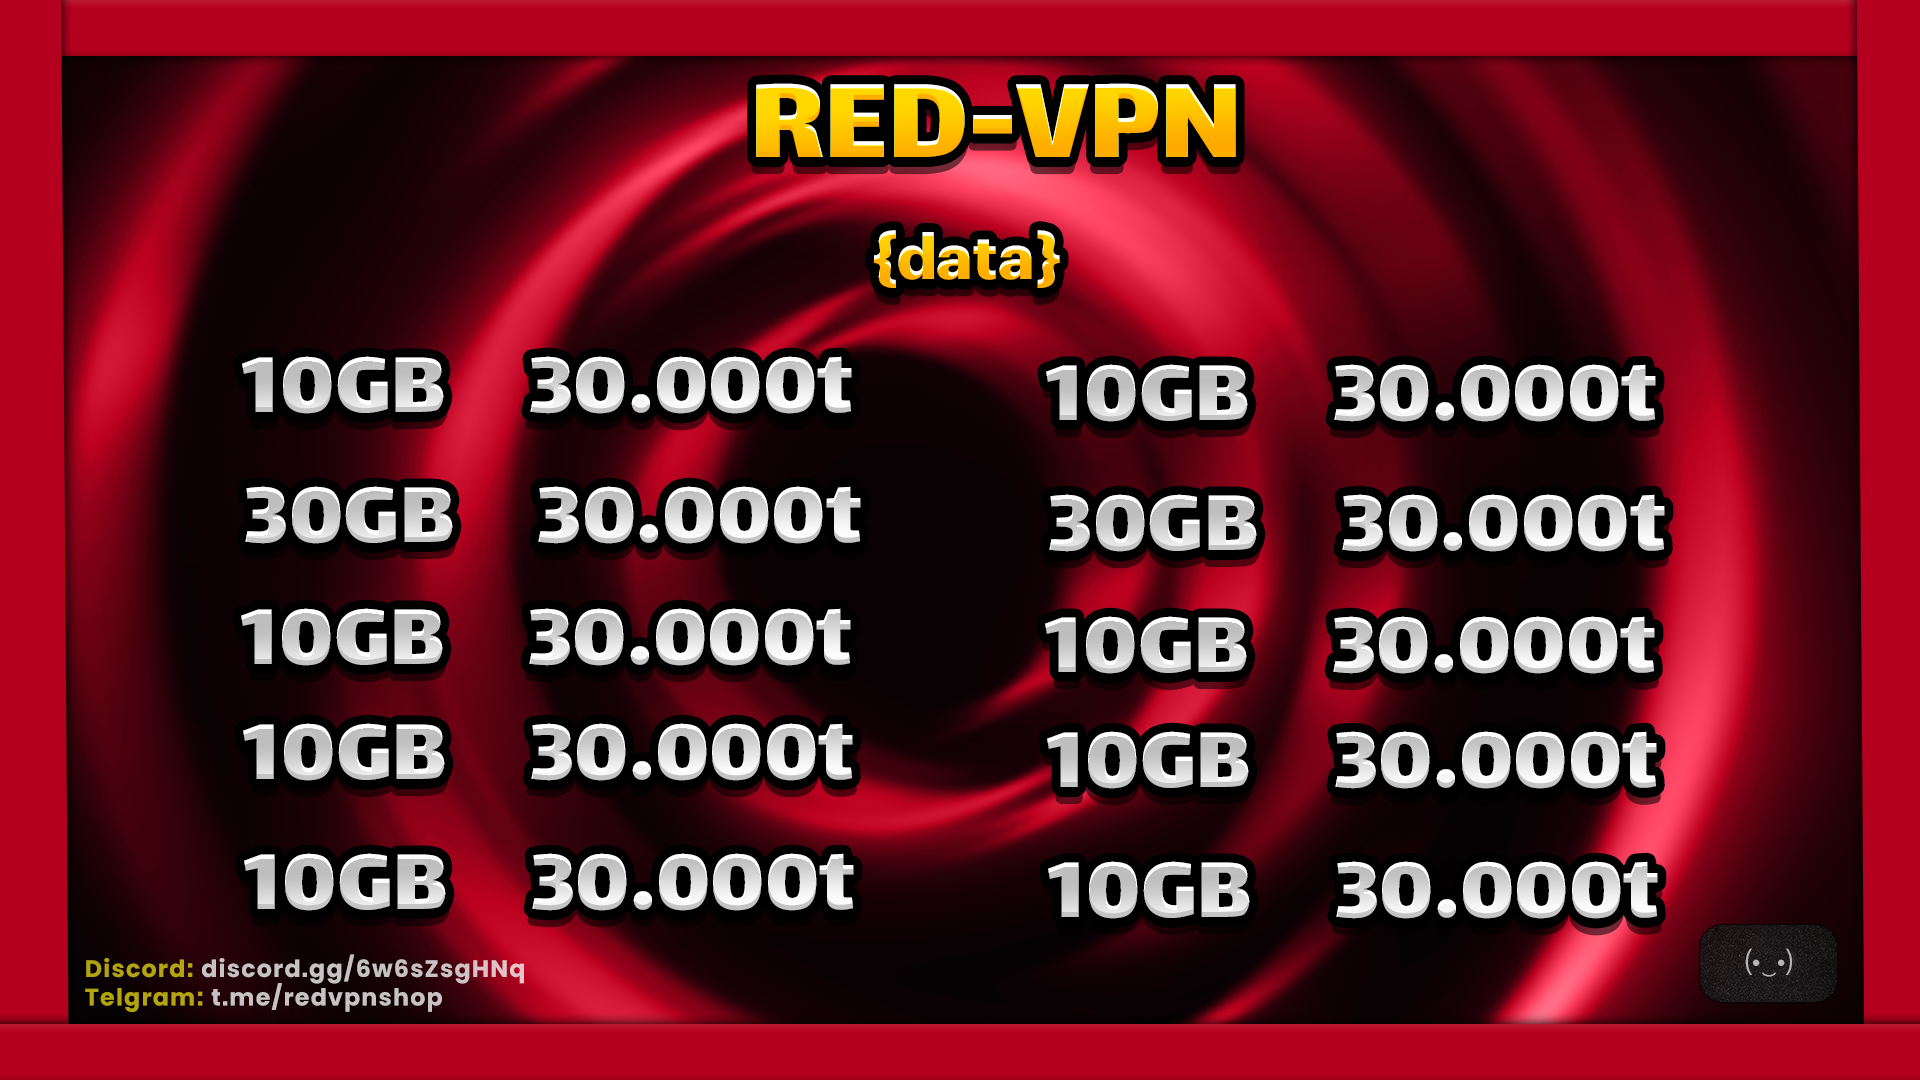 RED-VPN
{data}
10GB 30.000t 10GB 30.000t
30GB 30.000t 30GB 30.000t
10GB 30.000t 10GB 30.000t
10GB 30.000t 10GB 30.000t
10GB 30.000t 10GB 30.000t
Discord: discord.gg/6w6sZsgHNq
Telgram: t.me/redvpnshop
(•‿•)